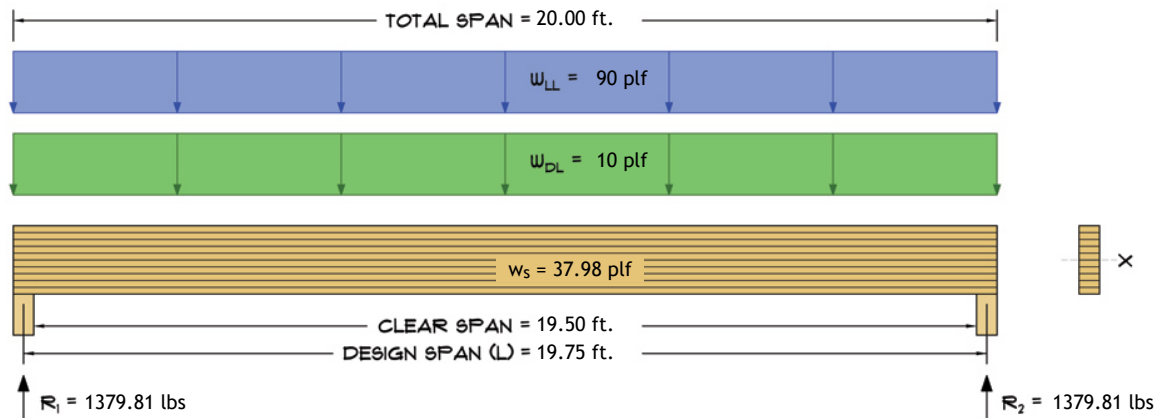 TOTAL SPAN = 20.00 ft.
WLL = 90 plf
WDL = 10 plf
ws = 37.98 plf
X
CLEAR SPAN = 19.50 ft.
DESIGN SPAN (L) = 19.75 ft.
R1 = 1379.81 lbs
R2 = 1379.81 lbs